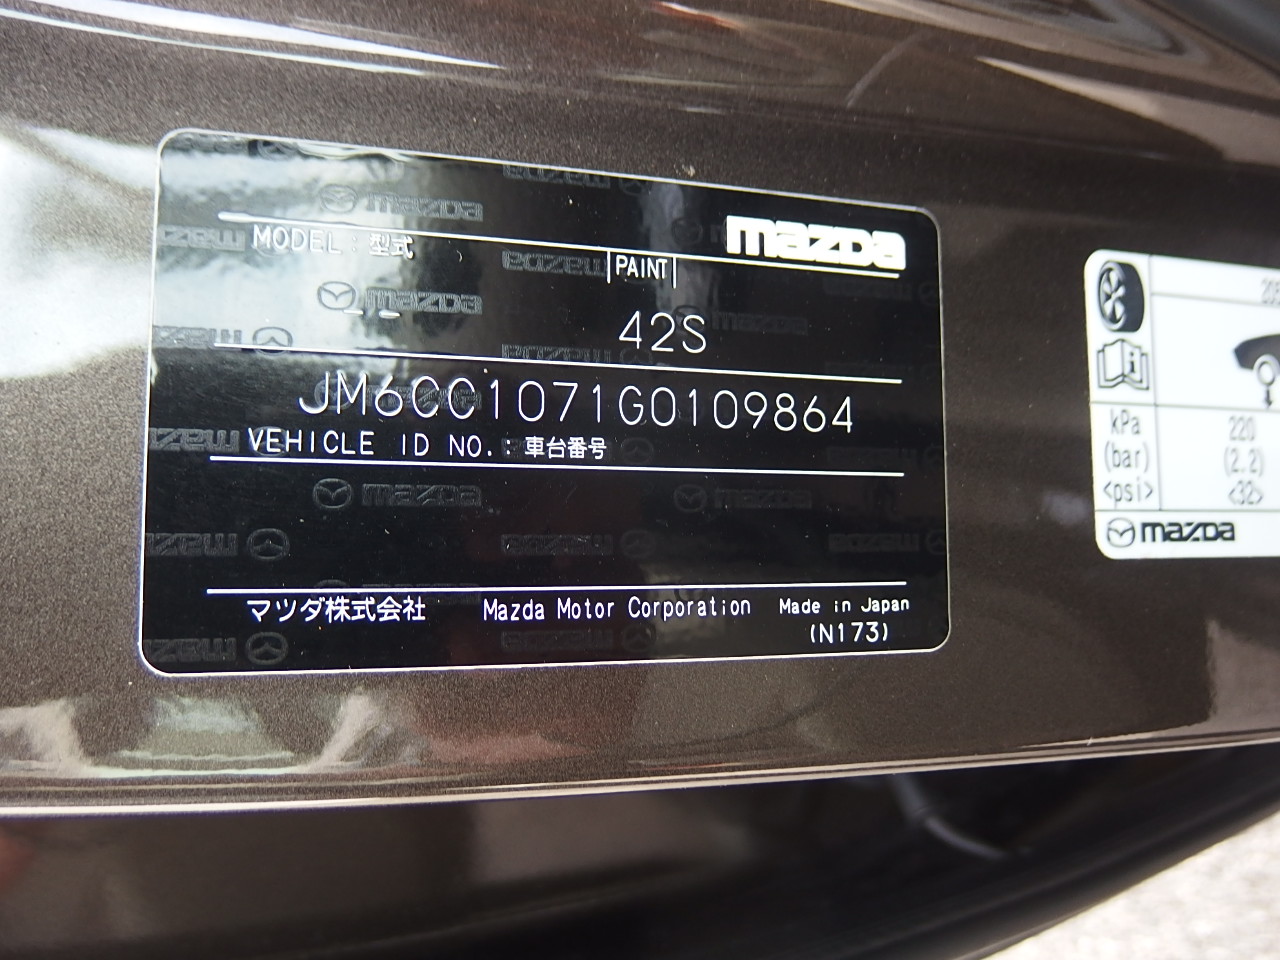 mazda
MODEL : 型式
PAINT
- -
42S
JM6CC1071G0109864
VEHICLE ID NO. : 車台番号
マツダ株式会社 Mazda Motor Corporation Made in Japan
(N173)
kPa 220
(bar) (2.2)
<psi> <32>
mazda